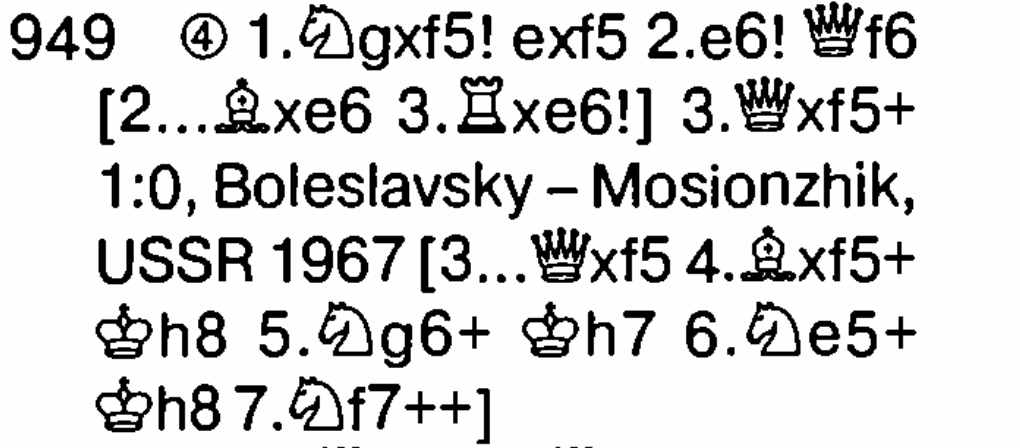 949 ④ 1.♘gxf5! exf5 2.e6! ♕f6
[2...♗xe6 3.♖xe6!] 3.♕xf5+
1:0, Boleslavsky – Mosionzhik,
USSR 1967 [3...♕xf5 4.♗xf5+
♔h8 5.♘g6+ ♔h7 6.♘e5+
♔h8 7.♘f7++]